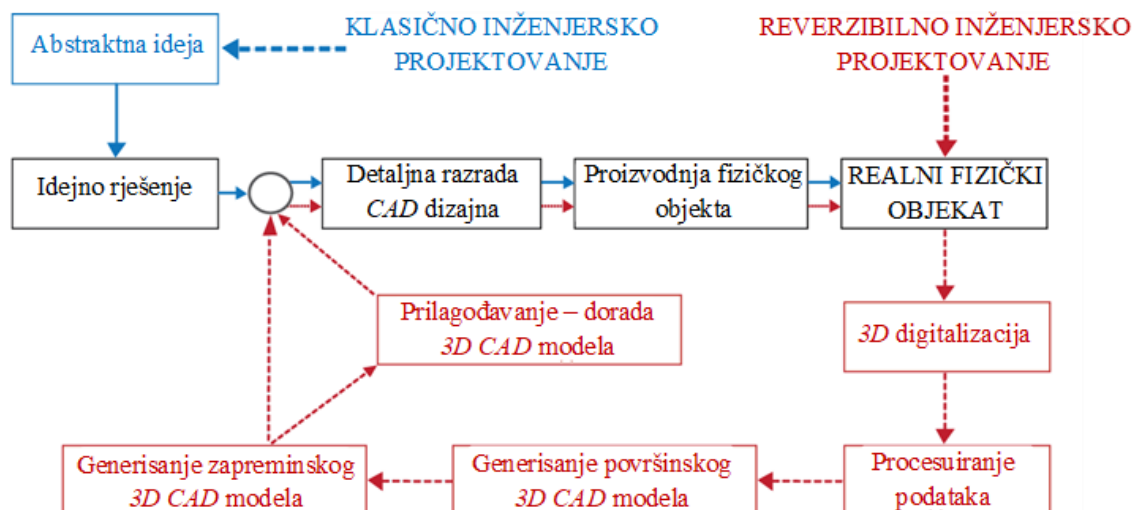 Abstraktna ideja
KLASIČNO INŽENJERSKO
PROJEKTOVANJE
REVERZIBILNO INŽENJERSKO
PROJEKTOVANJE
Idejno rješenje
Detaljna razrada
CAD dizajna
Proizvodnja fizičkog
objekta
REALNI FIZIČKI
OBJEKAT
Prilagođavanje – dorada
3D CAD modela
3D digitalizacija
Generisanje zapreminskog
3D CAD modela
Generisanje površinskog
3D CAD modela
Procesuiranje
podataka